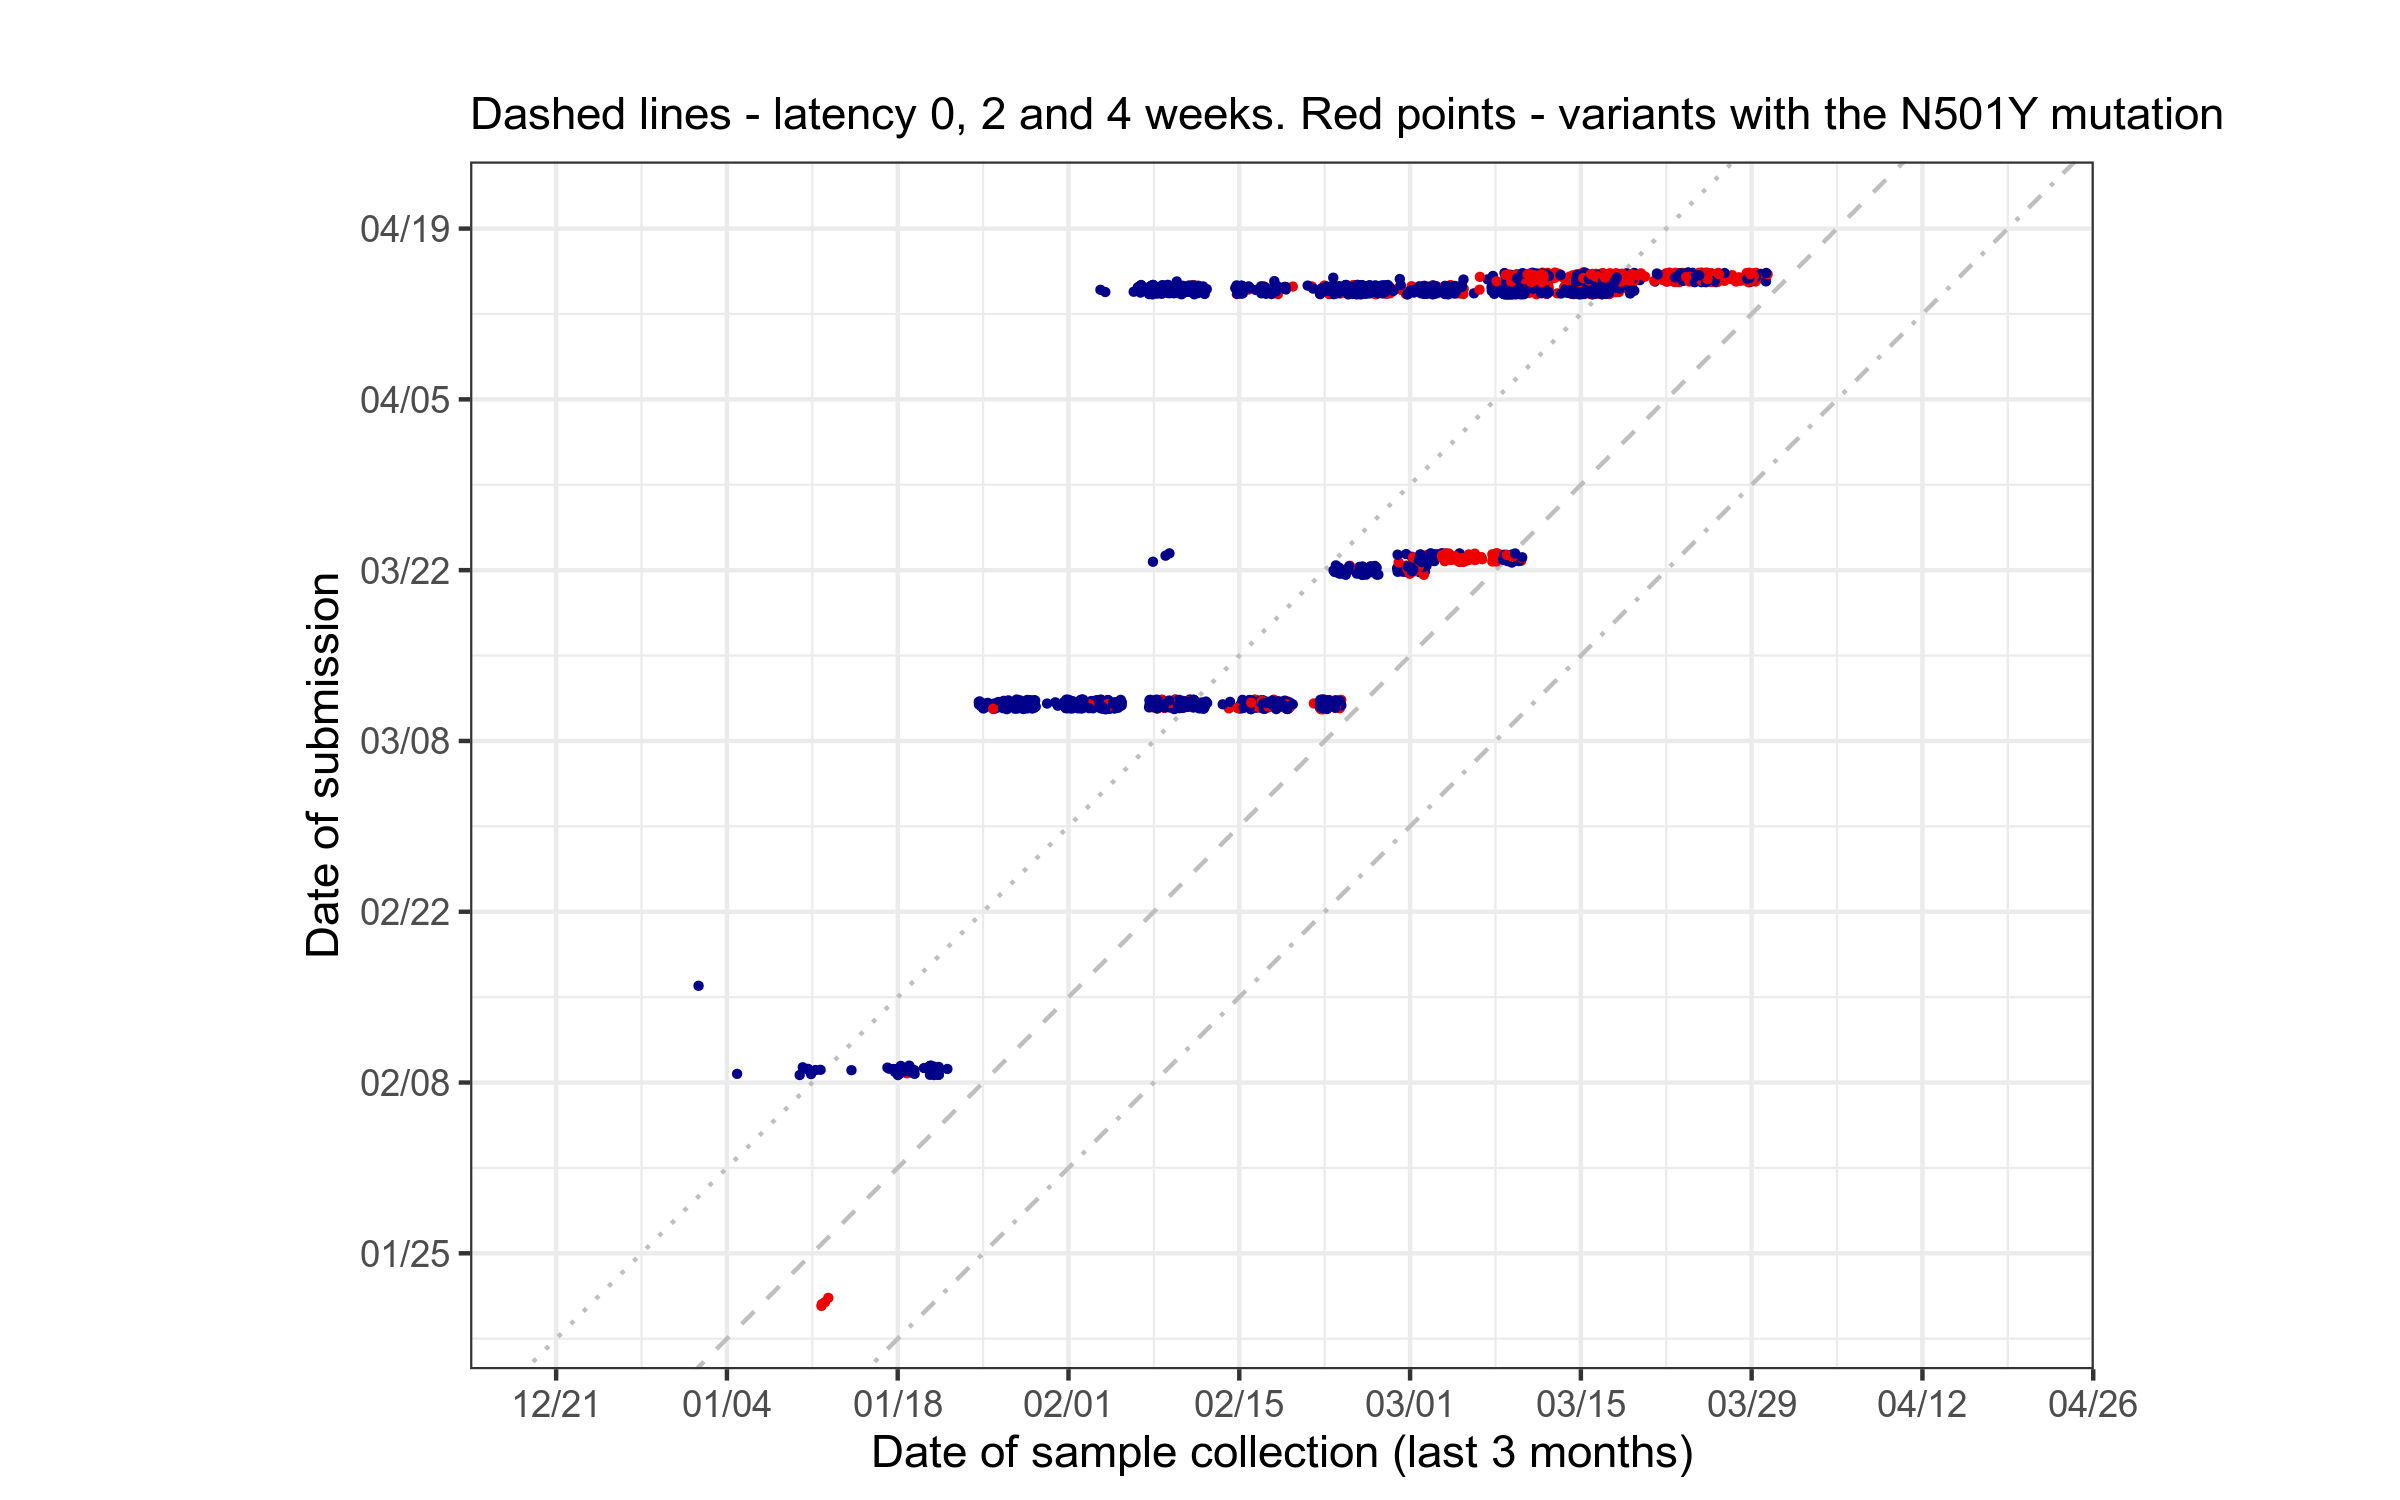 Dashed lines - latency 0, 2 and 4 weeks. Red points - variants with the N501Y mutation
04/19
04/05
03/22
03/08
02/22
02/08
01/25
Date of submission
12/21 01/04 01/18 02/01 02/15 03/01 03/15 03/29 04/12 04/26
Date of sample collection (last 3 months)